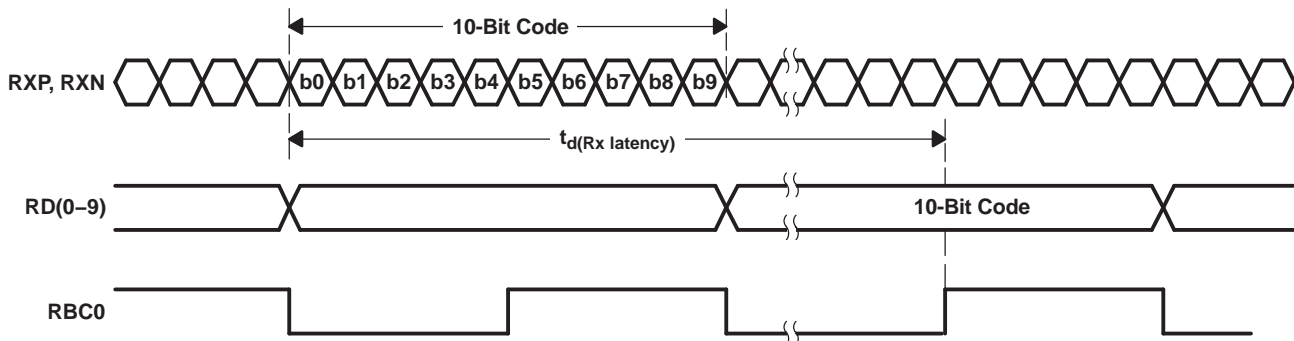 10-Bit Code
RXP, RXN
b0 b1 b2 b3 b4 b5 b6 b7 b8 b9
td(Rx latency)
RD(0–9)
10-Bit Code
RBC0